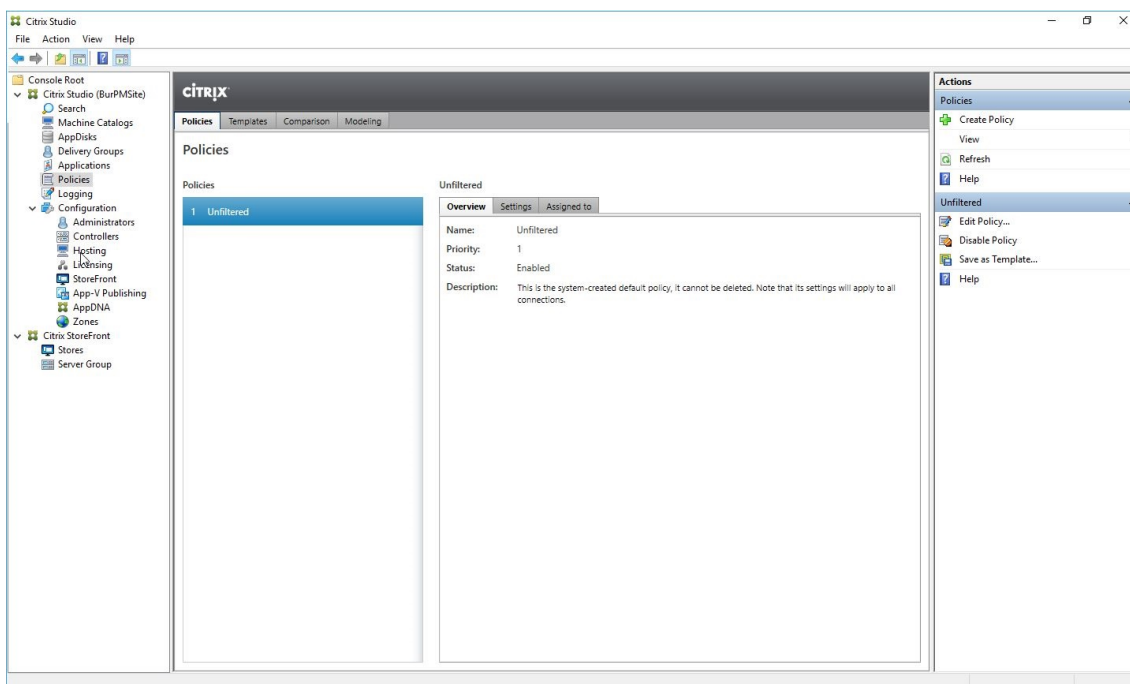 Citrix Studio
File Action View Help
Console Root
Citrix Studio (BurPMSite)
Search
Machine Catalogs
AppDisks
Delivery Groups
Applications
Policies
Logging
Configuration
Administrators
Controllers
Hosting
Licensing
StoreFront
App-V Publishing
AppDNA
Zones
Citrix StoreFront
Stores
Server Group
CITRIX
Policies Templates Comparison Modeling
Policies
Policies
1 Unfiltered
Unfiltered
Overview Settings Assigned to
Name: Unfiltered
Priority: 1
Status: Enabled
Description: This is the system-created default policy, it cannot be deleted. Note that its settings will apply to all
connections.
Actions
Policies
Create Policy
View
Refresh
Help
Unfiltered
Edit Policy...
Disable Policy
Save as Template...
Help